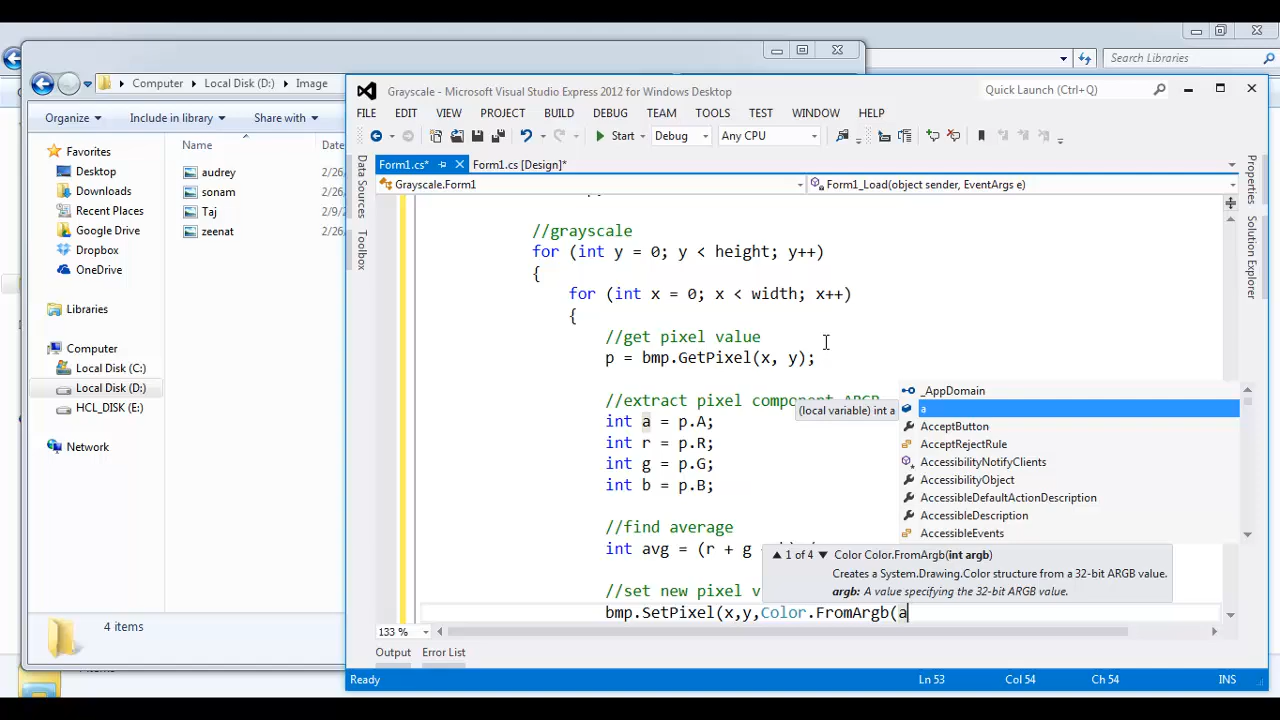 Search Libraries
Computer Local Disk (D:) Image
Organize Include in library Share with
Name Date
Favorites
Desktop
Downloads
Recent Places
Google Drive
Dropbox
OneDrive
Libraries
Computer
Local Disk (C:)
Local Disk (D:)
HCL_DISK (E:)
Network
audrey 2/26
sonam 2/26
Taj 2/9/
zeenat 2/26
4 items
Grayscale - Microsoft Visual Studio Express 2012 for Windows Desktop
Quick Launch (Ctrl+Q)
FILE EDIT VIEW PROJECT BUILD DEBUG TEAM TOOLS TEST WINDOW HELP
Start Debug Any CPU
Form1.cs* Form1.cs [Design]*
Grayscale.Form1 Form1_Load(object sender, EventArgs e)
Data Sources
Toolbox
Properties
Solution Explorer
//grayscale
for (int y = 0; y < height; y++)
{
for (int x = 0; x < width; x++)
{
//get pixel value
p = bmp.GetPixel(x, y);
//extract pixel component ARGB
int a = p.A;
int r = p.R;
int g = p.G;
int b = p.B;
//find average
int avg = (r + g
//set new pixel v
bmp.SetPixel(x,y,Color.FromArgb(a
(local variable) int a
_AppDomain
a
AcceptButton
AcceptRejectRule
AccessibilityNotifyClients
AccessibilityObject
AccessibleDefaultActionDescription
AccessibleDescription
AccessibleEvents
1 of 4 Color Color.FromArgb(int argb)
Creates a System.Drawing.Color structure from a 32-bit ARGB value.
argb: A value specifying the 32-bit ARGB value.
133 %
Output Error List
Ready Ln 53 Col 54 Ch 54 INS